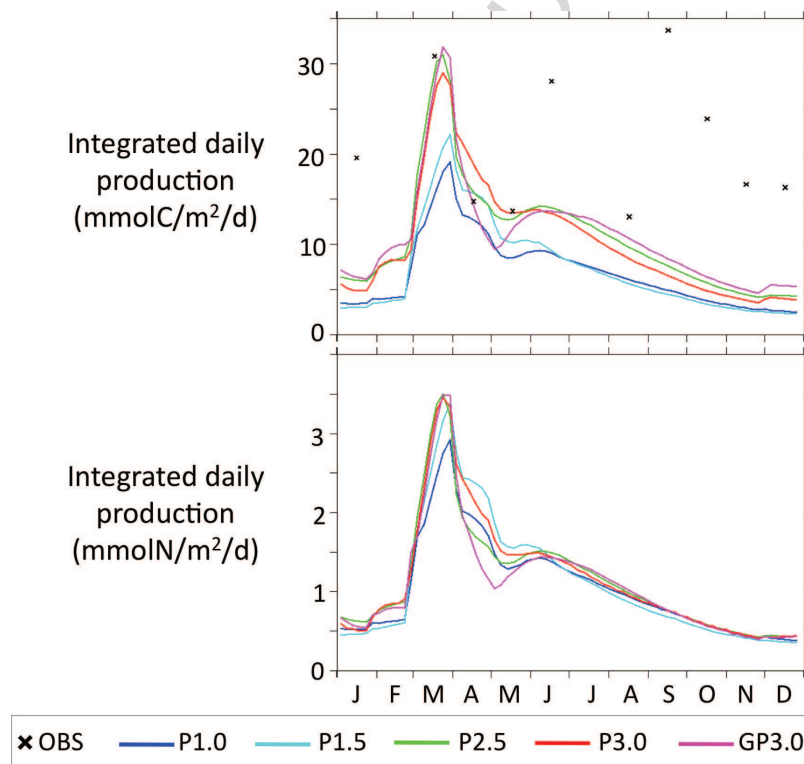 30
Integrated daily
production
(mmolC/m²/d)
20
10
0
3
Integrated daily
production
(mmolN/m²/d)
2
1
0
J F M A M J J A S O N D
× OBS P1.0 P1.5 P2.5 P3.0 GP3.0